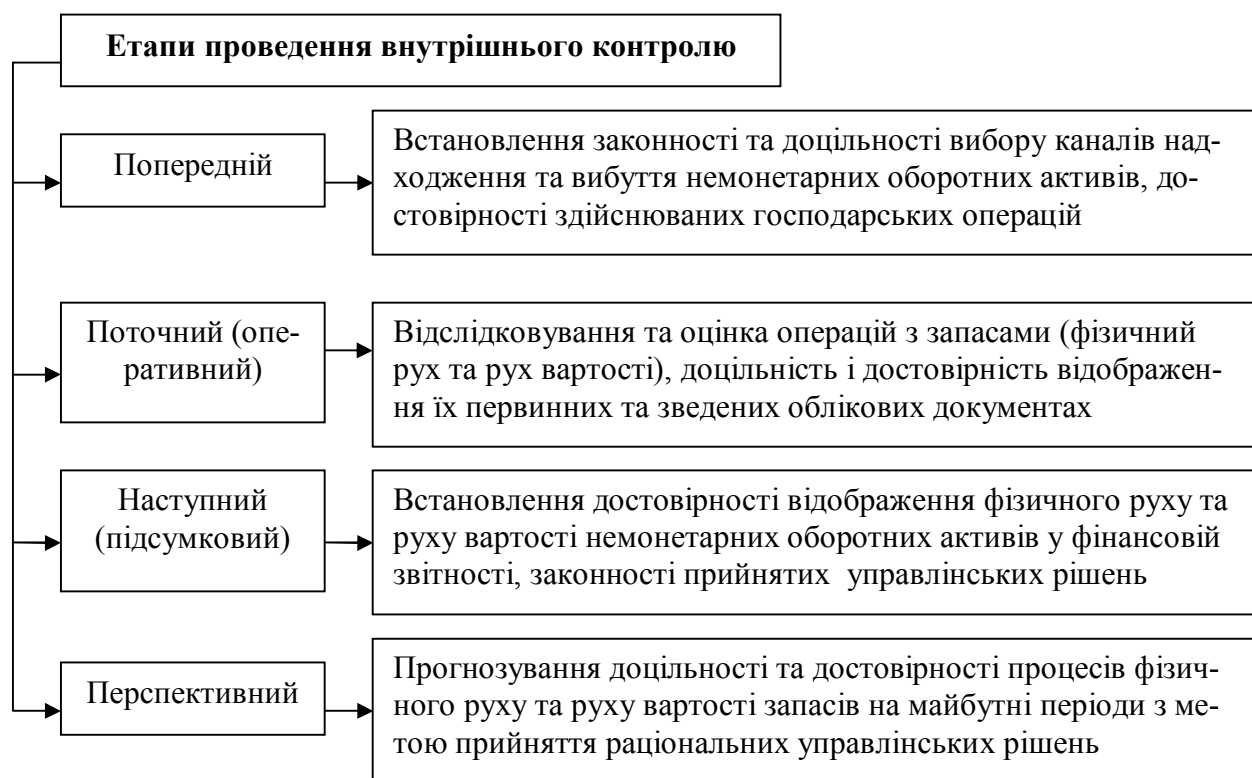 Етапи проведення внутрішнього контролю
Попередній
Встановлення законності та доцільності вибору каналів над-
ходження та вибуття немонетарних оборотних активів, до-
стовірності здійснюваних господарських операцій
Поточний (опе-
ративний)
Відслідковування та оцінка операцій з запасами (фізичний
рух та рух вартості), доцільність і достовірність відображен-
ня їх первинних та зведених облікових документах
Наступний
(підсумковий)
Встановлення достовірності відображення фізичного руху та
руху вартості немонетарних оборотних активів у фінансовій
звітності, законності прийнятих  управлінських рішень
Перспективний
Прогнозування доцільності та достовірності процесів фізич-
ного руху та руху вартості запасів на майбутні періоди з ме-
тою прийняття раціональних управлінських рішень